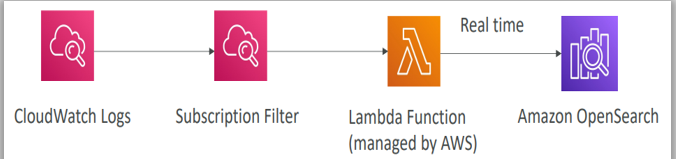 Real time
CloudWatch Logs
Subscription Filter
Lambda Function
(managed by AWS)
Amazon OpenSearch